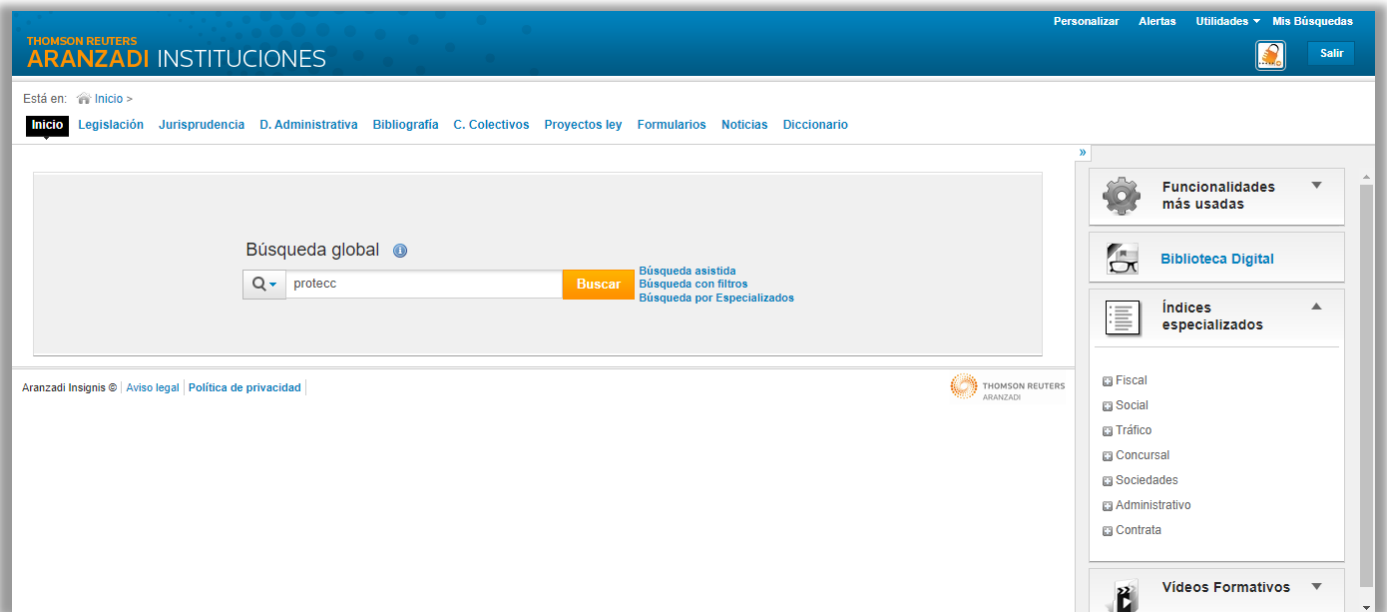 Personalizar Alertas Utilidades Mis Búsquedas
THOMSON REUTERS
ARANZADI INSTITUCIONES
Salir
Está en: Inicio >
Inicio Legislación Jurisprudencia D. Administrativa Bibliografía C. Colectivos Proyectos ley Formularios Noticias Diccionario
»
Funcionalidades
más usadas
Búsqueda global
protecc
Buscar
Búsqueda asistida
Búsqueda con filtros
Búsqueda por Especializados
Biblioteca Digital
Índices
especializados
Fiscal
Social
Tráfico
Concursal
Sociedades
Administrativo
Contrata
Vídeos Formativos
Aranzadi Insignis © Aviso legal Política de privacidad
THOMSON REUTERS
ARANZADI